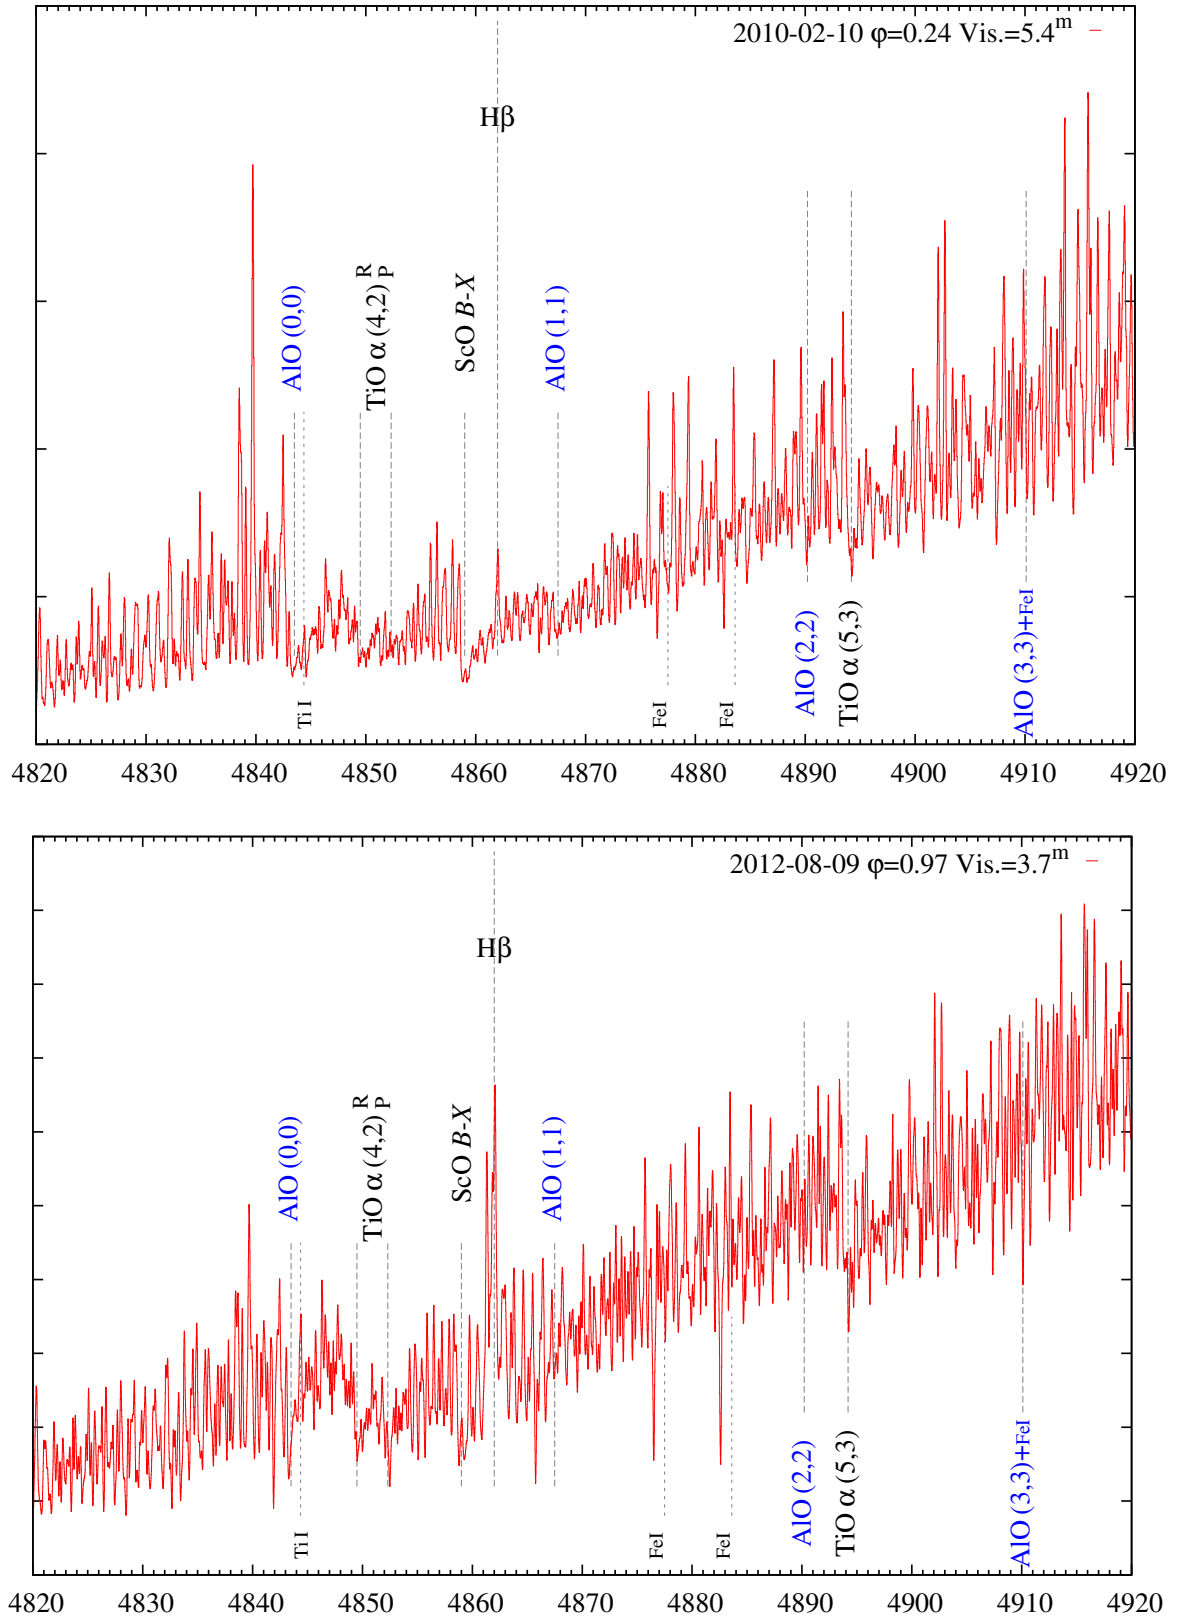 2010-02-10 φ=0.24 Vis.=5.4m
Hβ
AlO (0,0)
TiO α (4,2) R P
ScO B-X
AlO (1,1)
Ti I
FeI
FeI
AlO (2,2)
TiO α (5,3)
AlO (3,3)+FeI
4820 4830 4840 4850 4860 4870 4880 4890 4900 4910 4920
2012-08-09 φ=0.97 Vis.=3.7m
Hβ
AlO (0,0)
TiO α (4,2) R P
ScO B-X
AlO (1,1)
Ti I
FeI
FeI
AlO (2,2)
TiO α (5,3)
AlO (3,3)+FeI
4820 4830 4840 4850 4860 4870 4880 4890 4900 4910 4920